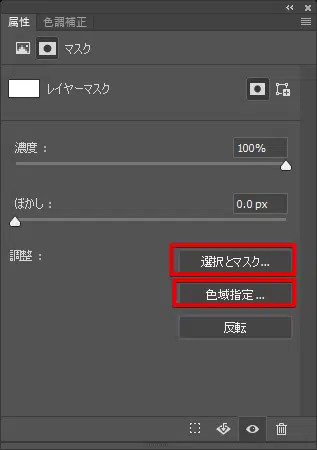 属性 色調補正
マスク
レイヤーマスク
濃度： 100%
ぼかし： 0.0 px
調整： 選択とマスク...
色域指定...
反転